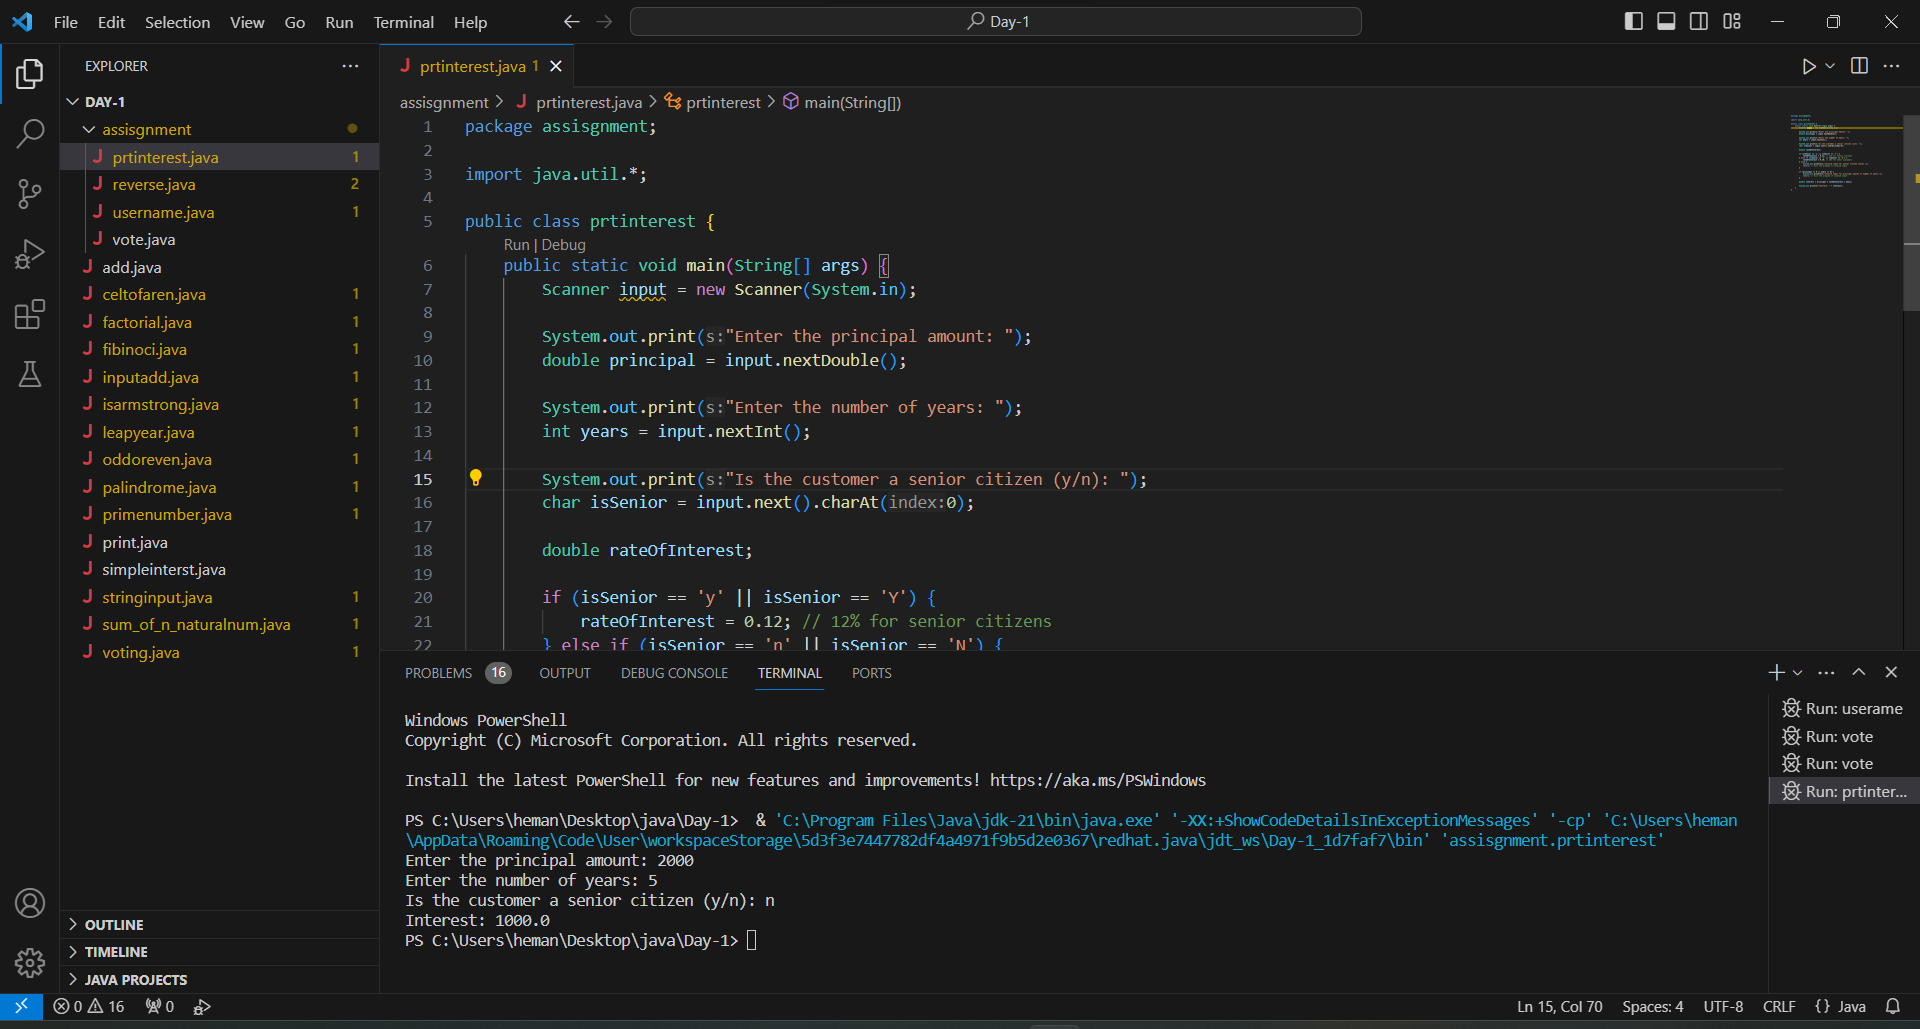 File Edit Selection View Go Run Terminal Help
Day-1
EXPLORER
DAY-1
assisgnment
prtinterest.java 1
reverse.java 2
username.java 1
vote.java
add.java
celtofaren.java 1
factorial.java 1
fibinoci.java 1
inputadd.java 1
isarmstrong.java 1
leapyear.java 1
oddoreven.java 1
palindrome.java 1
primenumber.java 1
print.java
simpleinterst.java
stringinput.java 1
sum_of_n_naturalnum.java 1
voting.java 1
OUTLINE
TIMELINE
JAVA PROJECTS
prtinterest.java 1
assisgnment > prtinterest.java > prtinterest > main(String[])
1 package assisgnment;
2
3 import java.util.*;
4
5 public class prtinterest {
Run | Debug
6 public static void main(String[] args) {
7 Scanner input = new Scanner(System.in);
8
9 System.out.print(s:"Enter the principal amount: ");
10 double principal = input.nextDouble();
11
12 System.out.print(s:"Enter the number of years: ");
13 int years = input.nextInt();
14
15 System.out.print(s:"Is the customer a senior citizen (y/n): ");
16 char isSenior = input.next().charAt(index:0);
17
18 double rateOfInterest;
19
20 if (isSenior == 'y' || isSenior == 'Y') {
21 rateOfInterest = 0.12; // 12% for senior citizens
22 } else if (isSenior == 'n' || isSenior == 'N') {
PROBLEMS 16 OUTPUT DEBUG CONSOLE TERMINAL PORTS
Windows PowerShell
Copyright (C) Microsoft Corporation. All rights reserved.
Install the latest PowerShell for new features and improvements! https://aka.ms/PSWindows
PS C:\Users\heman\Desktop\java\Day-1>  & 'C:\Program Files\Java\jdk-21\bin\java.exe' '-XX:+ShowCodeDetailsInExceptionMessages' '-cp' 'C:\Users\heman
\AppData\Roaming\Code\User\workspaceStorage\5d3f3e7447782df4a4971f9b5d2e0367\redhat.java\jdt_ws\Day-1_1d7faf7\bin' 'assisgnment.prtinterest'
Enter the principal amount: 2000
Enter the number of years: 5
Is the customer a senior citizen (y/n): n
Interest: 1000.0
PS C:\Users\heman\Desktop\java\Day-1>
Run: userame
Run: vote
Run: vote
Run: prtinter...
0 16 0
Ln 15, Col 70 Spaces: 4 UTF-8 CRLF {} Java